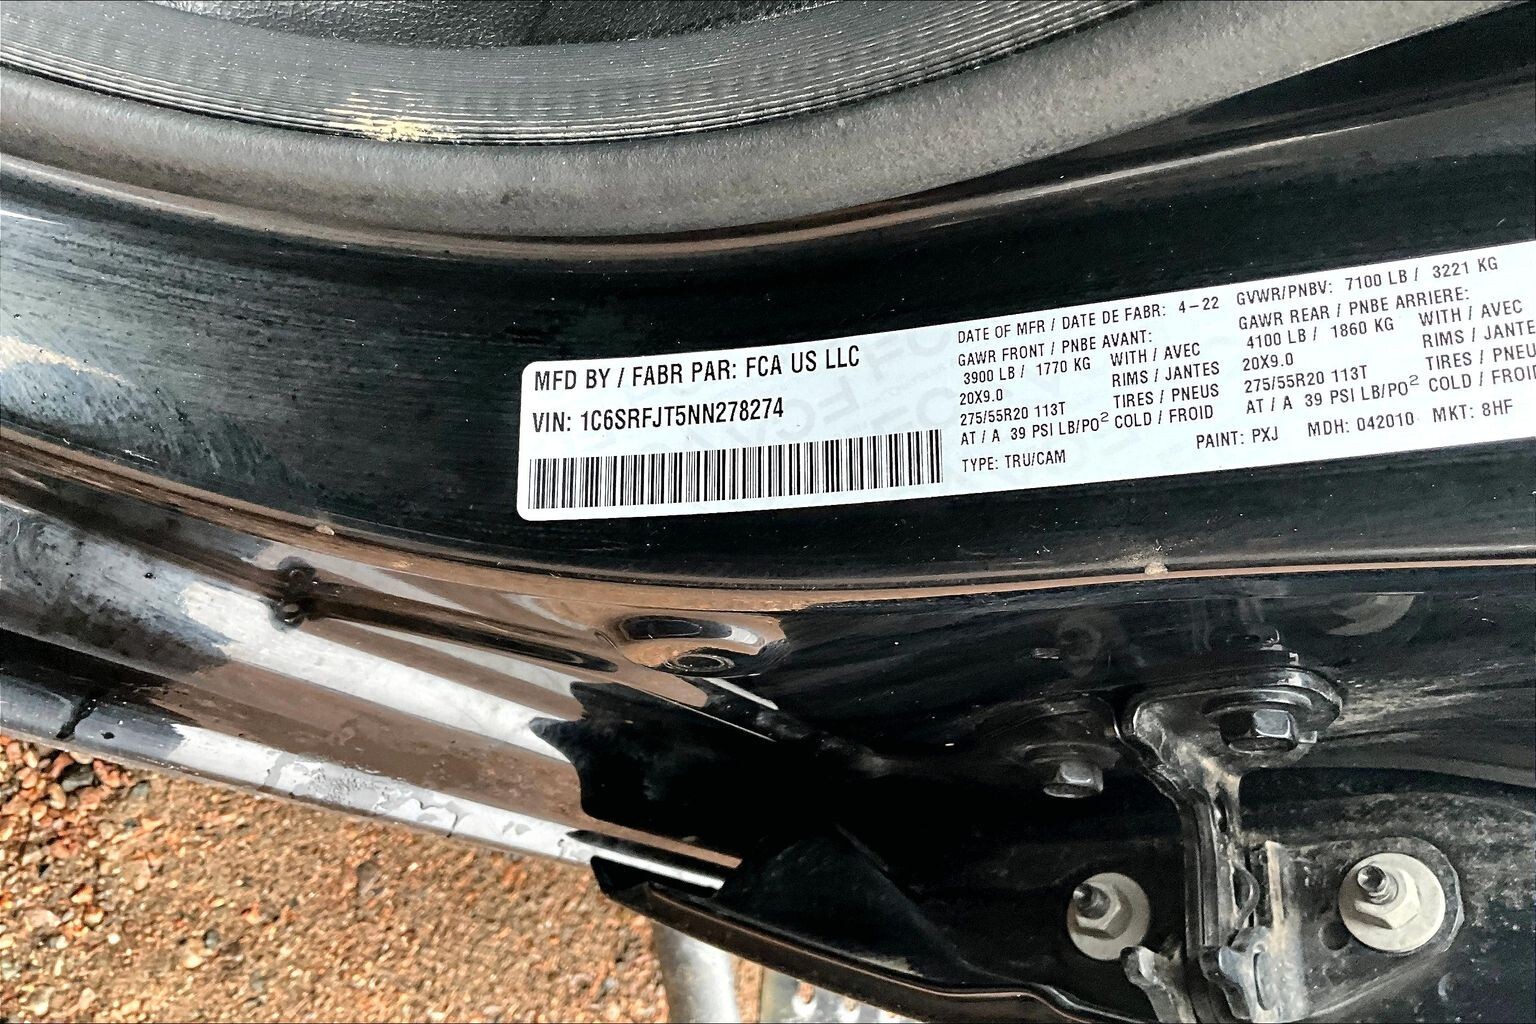 MFD BY / FABR PAR: FCA US LLC
VIN: 1C6SRFJT5NN278274
DATE OF MFR / DATE DE FABR: 4-22 GVWR/PNBV: 7100 LB / 3221 KG
GAWR FRONT / PNBE AVANT: GAWR REAR / PNBE ARRIERE:
3900 LB / 1770 KG WITH / AVEC 4100 LB / 1860 KG WITH / AVEC
20X9.0 RIMS / JANTES 20X9.0 RIMS / JANTE
275/55R20 113T TIRES / PNEUS 275/55R20 113T TIRES / PNEU
AT / A 39 PSI LB/PO² COLD / FROID AT / A 39 PSI LB/PO² COLD / FROID
TYPE: TRU/CAM PAINT: PXJ MDH: 042010 MKT: 8HF